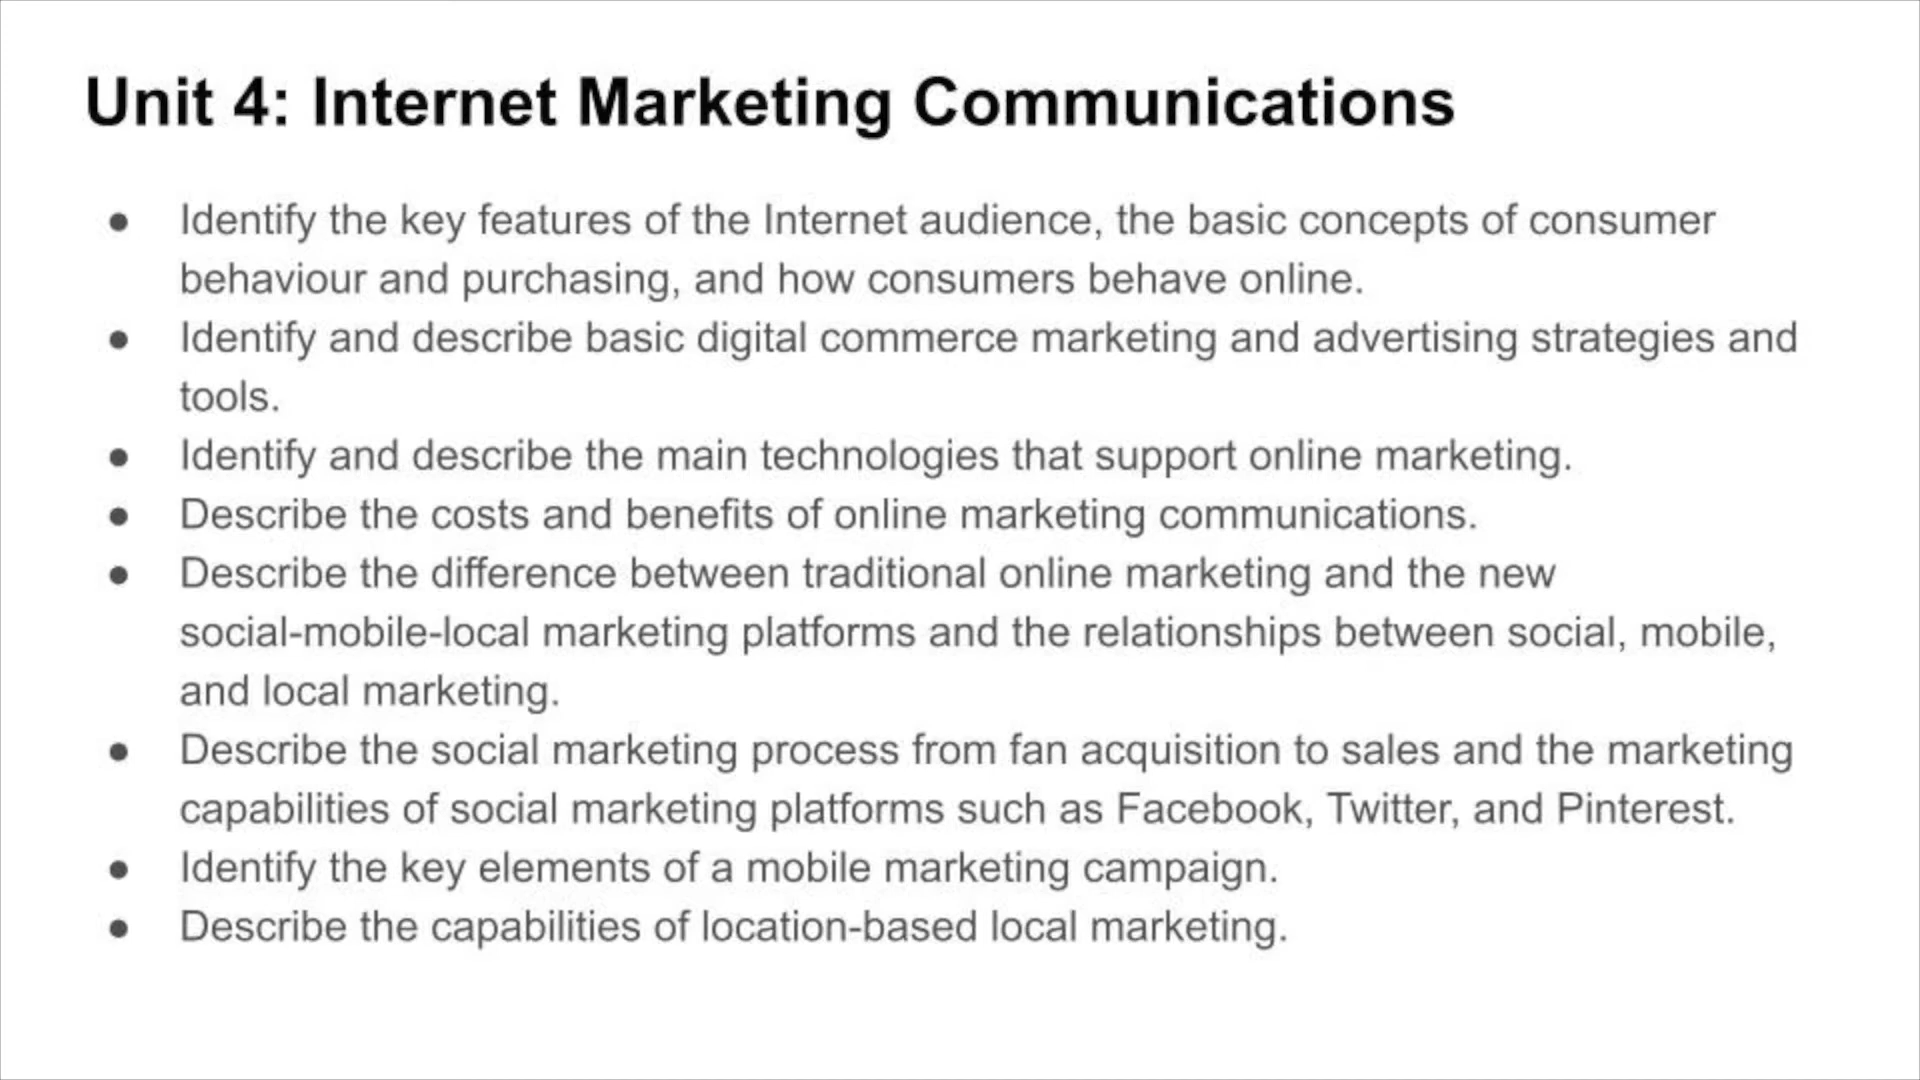 Unit 4: Internet Marketing Communications
● Identify the key features of the Internet audience, the basic concepts of consumer
behaviour and purchasing, and how consumers behave online.
● Identify and describe basic digital commerce marketing and advertising strategies and
tools.
● Identify and describe the main technologies that support online marketing.
● Describe the costs and benefits of online marketing communications.
● Describe the difference between traditional online marketing and the new
social-mobile-local marketing platforms and the relationships between social, mobile,
and local marketing.
● Describe the social marketing process from fan acquisition to sales and the marketing
capabilities of social marketing platforms such as Facebook, Twitter, and Pinterest.
● Identify the key elements of a mobile marketing campaign.
● Describe the capabilities of location-based local marketing.